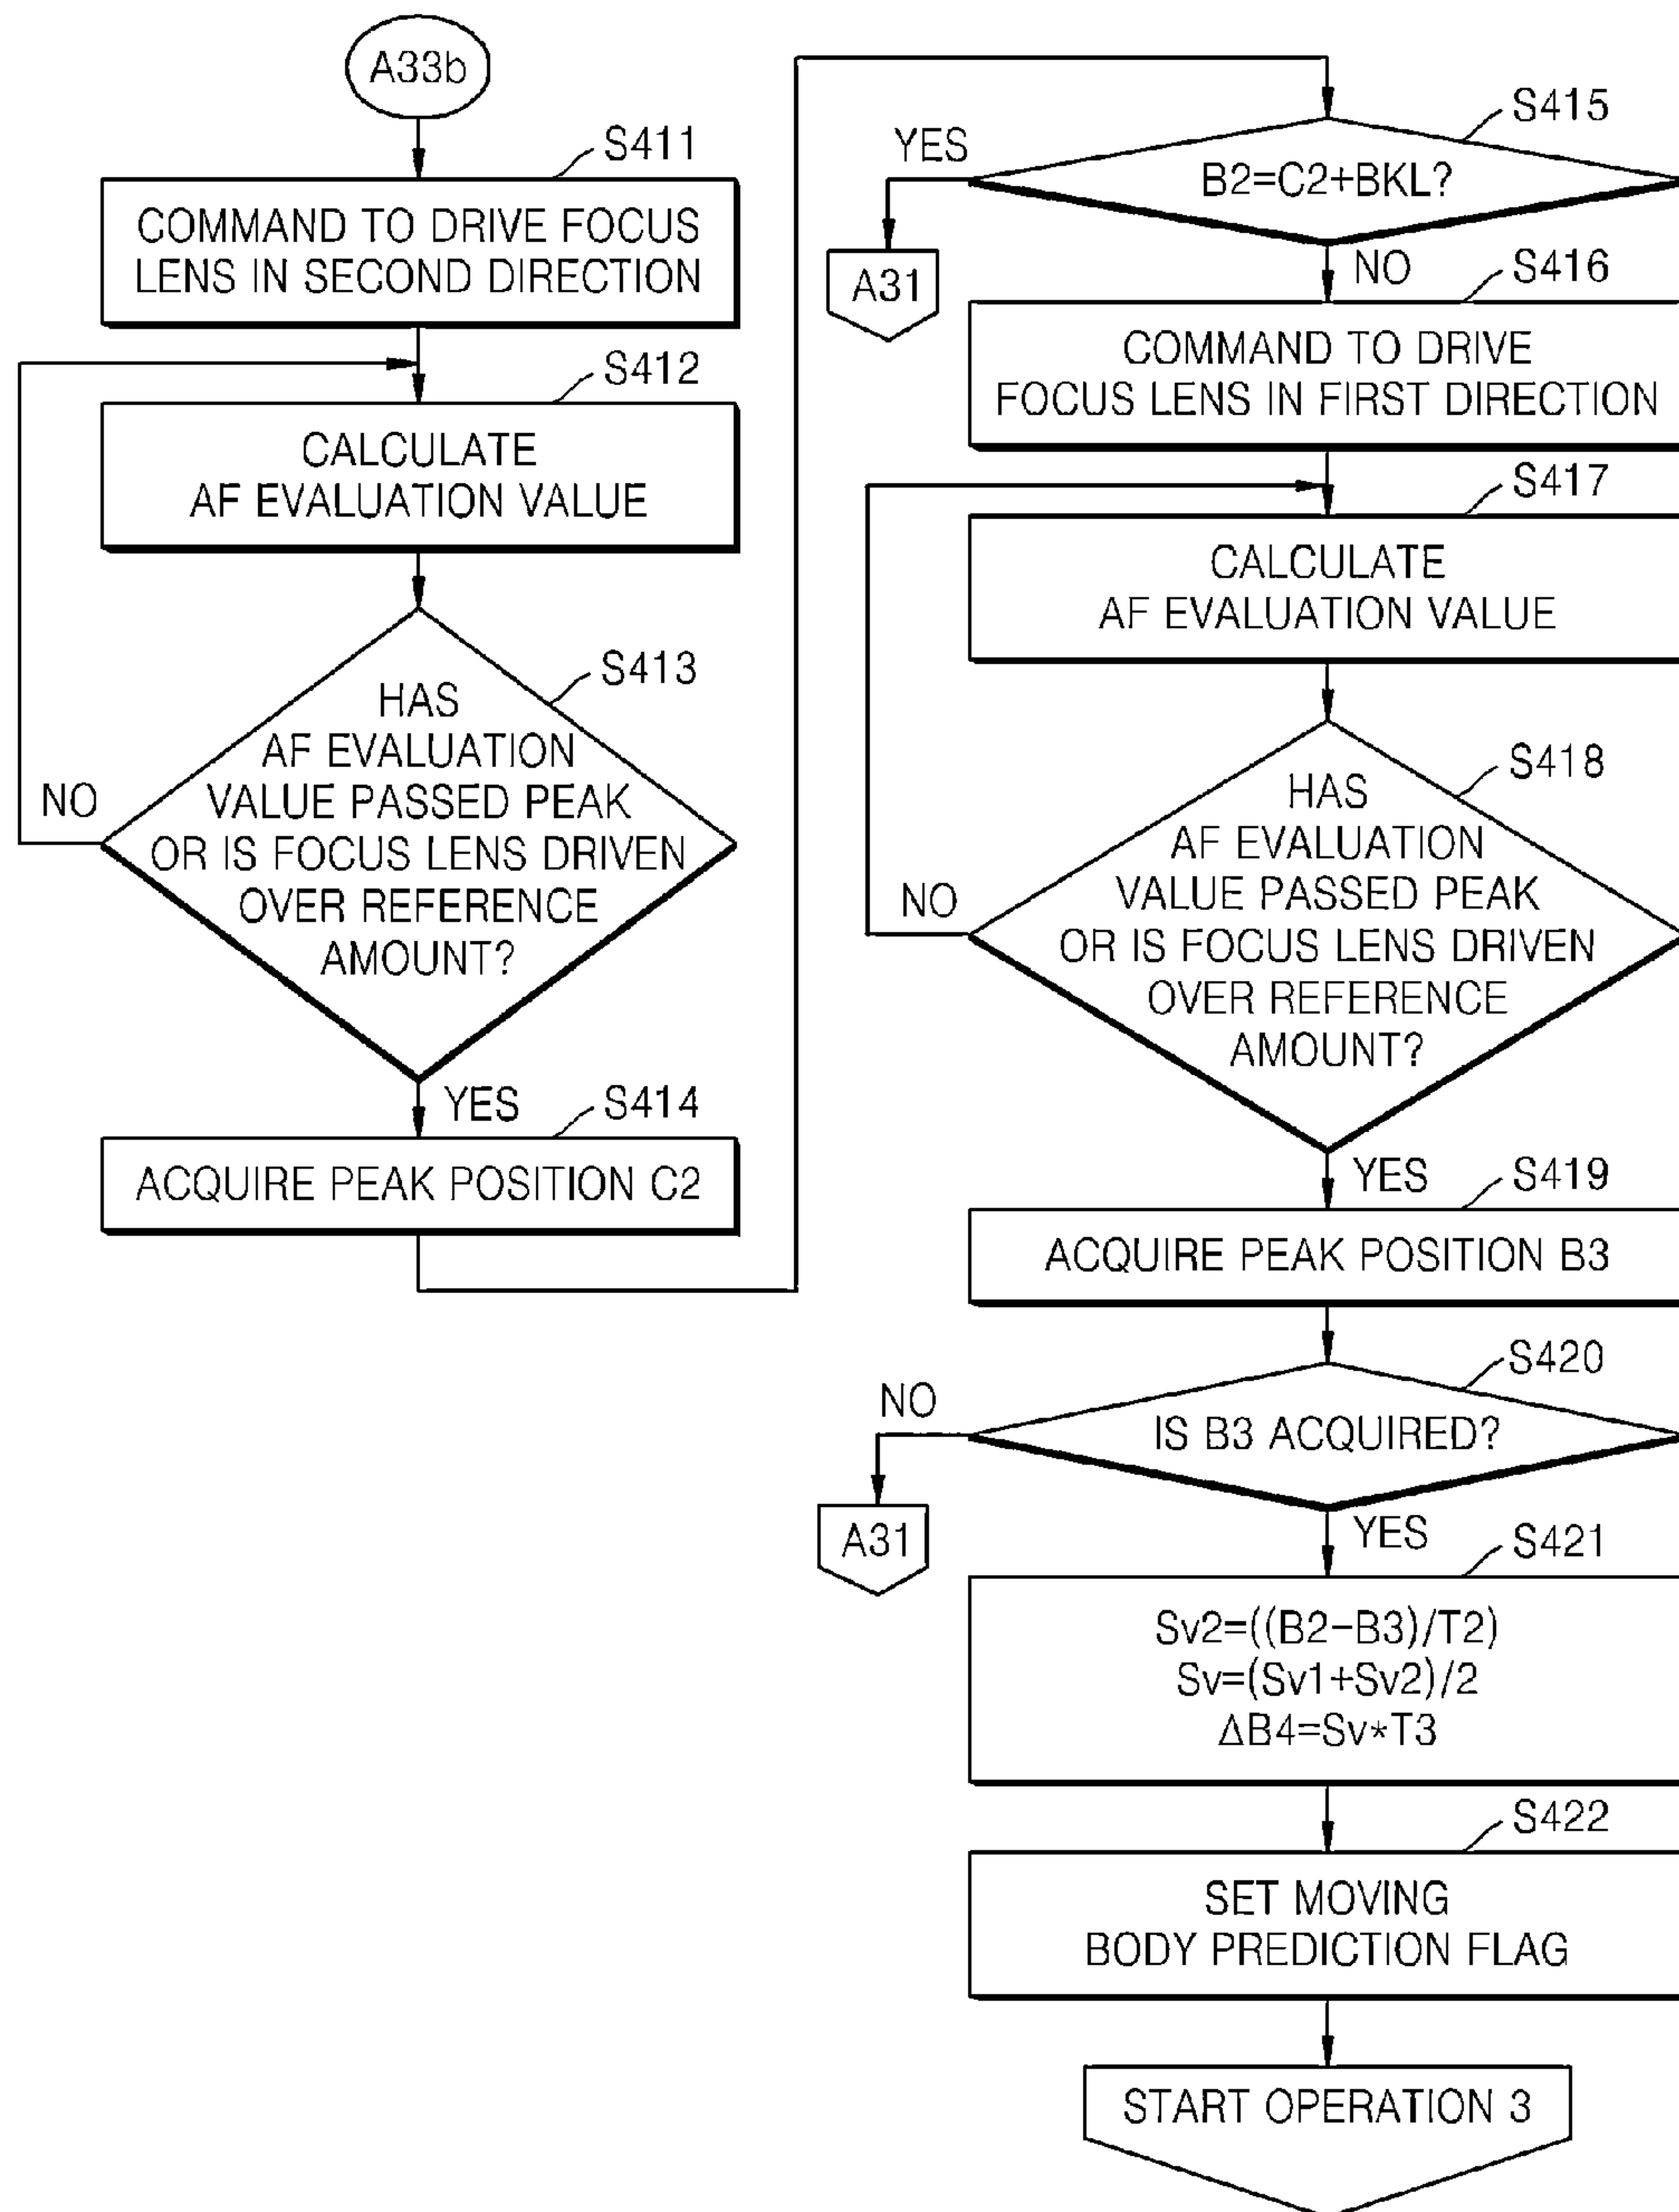 A33b
S411
COMMAND TO DRIVE FOCUS
LENS IN SECOND DIRECTION
S412
CALCULATE
AF EVALUATION VALUE
S413
HAS
AF EVALUATION
VALUE PASSED PEAK
OR IS FOCUS LENS DRIVEN
OVER REFERENCE
AMOUNT?
NO
YES
S414
ACQUIRE PEAK POSITION C2
S415
B2=C2+BKL?
YES
A31
NO
S416
COMMAND TO DRIVE
FOCUS LENS IN FIRST DIRECTION
S417
CALCULATE
AF EVALUATION VALUE
S418
HAS
AF EVALUATION
VALUE PASSED PEAK
OR IS FOCUS LENS DRIVEN
OVER REFERENCE
AMOUNT?
NO
YES
S419
ACQUIRE PEAK POSITION B3
S420
IS B3 ACQUIRED?
NO
A31
YES
S421
Sv2=((B2-B3)/T2)
Sv=(Sv1+Sv2)/2
ΔB4=Sv*T3
S422
SET MOVING
BODY PREDICTION FLAG
START OPERATION 3